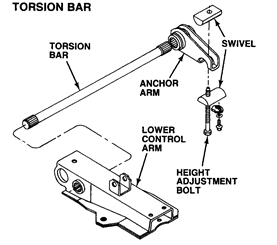 TORSION BAR
SWIVEL
TORSION
BAR
ANCHOR
ARM
LOWER
CONTROL
ARM
HEIGHT
ADJUSTMENT
BOLT